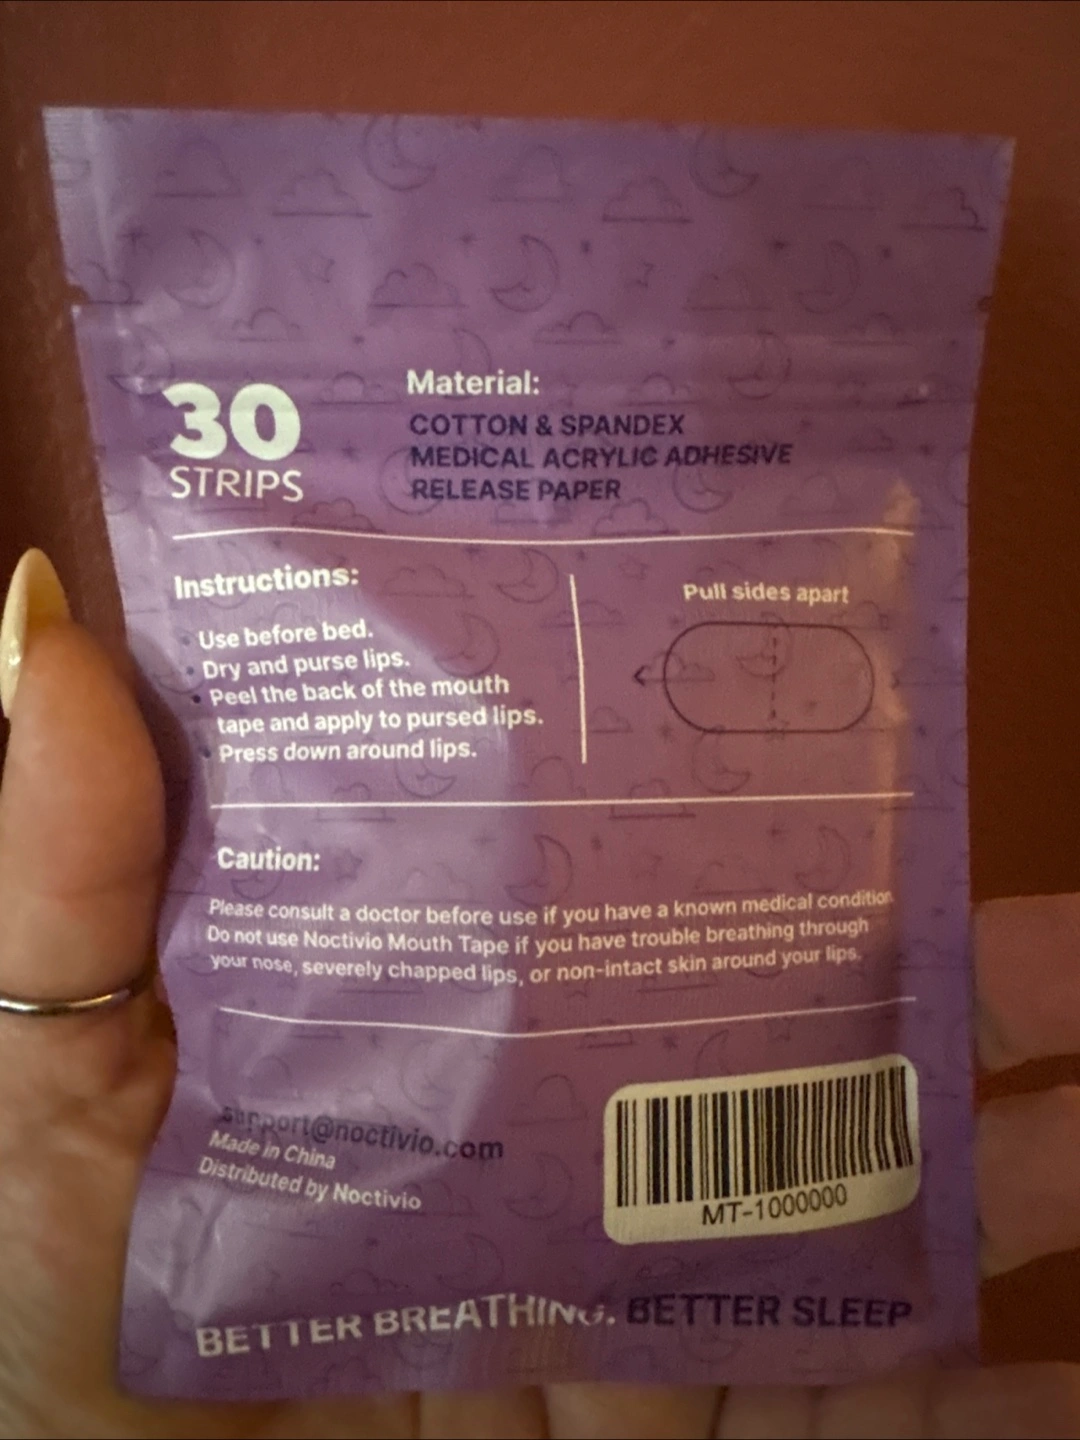 30
STRIPS
Material:
COTTON & SPANDEX
MEDICAL ACRYLIC ADHESIVE
RELEASE PAPER
Instructions:
• Use before bed.
• Dry and purse lips.
• Peel the back of the mouth
tape and apply to pursed lips.
• Press down around lips.
Pull sides apart
Caution:
Please consult a doctor before use if you have a known medical condition.
Do not use Noctivio Mouth Tape if you have trouble breathing through
your nose, severely chapped lips, or non-intact skin around your lips.
support@noctivio.com
Made in China
Distributed by Noctivio
MT-1000000
BETTER BREATHING. BETTER SLEEP